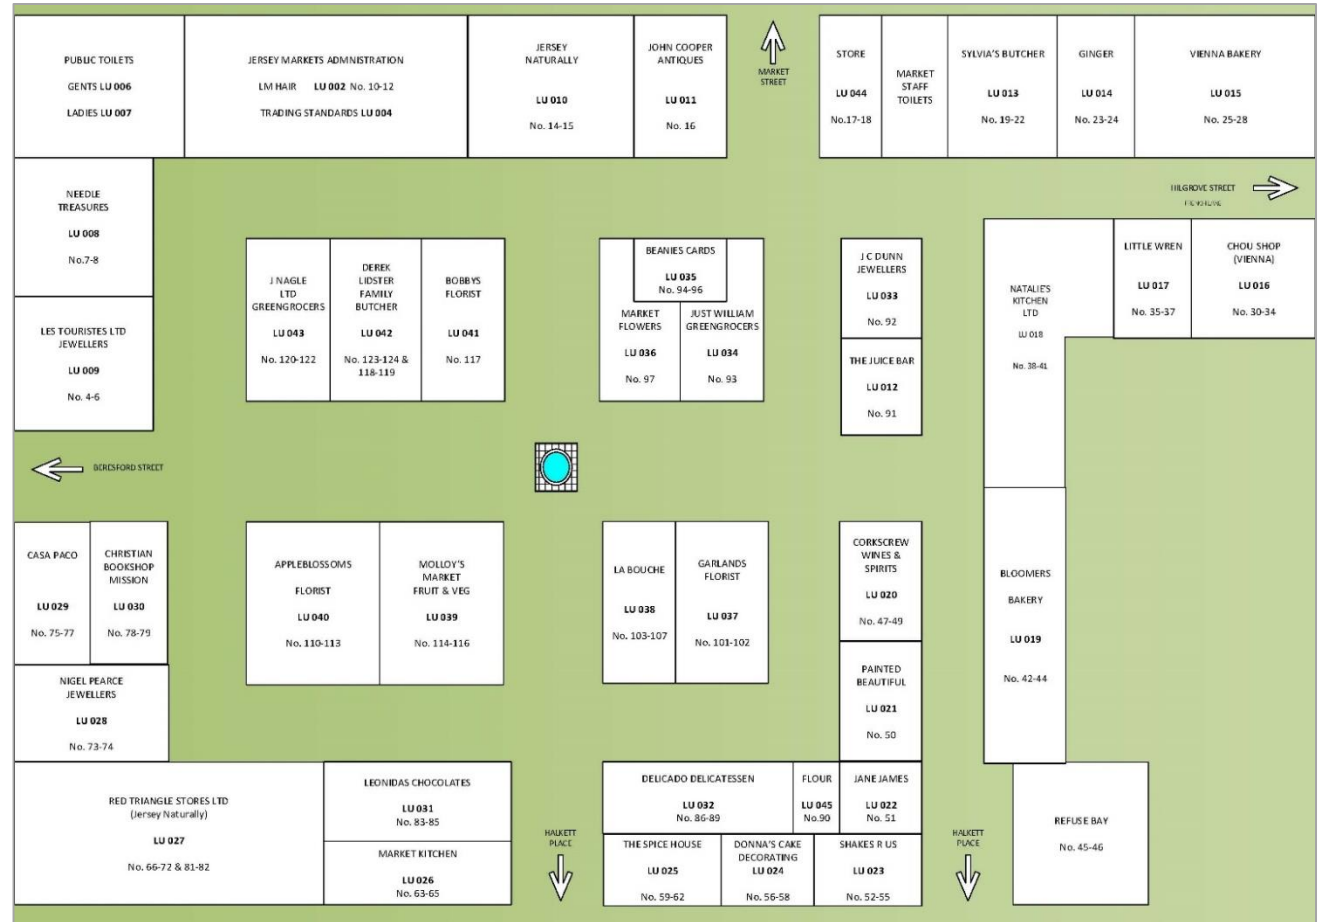 PUBLIC TOILETS
GENTS LU 006
LADIES LU 007
JERSEY MARKETS ADMNISTRATION
LM HAIR LU 002 No. 10-12
TRADING STANDARDS LU 004
JERSEY
NATURALLY
LU 010
No. 14-15
JOHN COOPER
ANTIQUES
LU 011
No. 16
MARKET
STREET
STORE
LU 044
No.17-18
MARKET
STAFF
TOILETS
SYLVIA'S BUTCHER
LU 013
No. 19-22
GINGER
LU 014
No. 23-24
VIENNA BAKERY
LU 015
No. 25-28
HILGROVE STREET
NEEDLE
TREASURES
LU 008
No.7-8
LES TOURISTES LTD
JEWELLERS
LU 009
No. 4-6
J NAGLE
LTD
GREENGROCERS
LU 043
No. 120-122
DEREK
LIDSTER
FAMILY
BUTCHER
LU 042
No. 123-124 &
118-119
BOBBYS
FLORIST
LU 041
No. 117
BEANIES CARDS
LU 035
No. 94-96
MARKET
FLOWERS
LU 036
No. 97
JUST WILLIAM
GREENGROCERS
LU 034
No. 93
J C DUNN
JEWELLERS
LU 033
No. 92
THE JUICE BAR
LU 012
No. 91
NATALIE'S
KITCHEN
LTD
LU 018
No. 38-41
LITTLE WREN
LU 017
No. 35-37
CHOU SHOP
(VIENNA)
LU 016
No. 30-34
BERESFORD STREET
CASA PACO
LU 029
No. 75-77
CHRISTIAN
BOOKSHOP
MISSION
LU 030
No. 78-79
NIGEL PEARCE
JEWELLERS
LU 028
No. 73-74
APPLEBLOSSOMS
FLORIST
LU 040
No. 110-113
MOLLOY'S
MARKET
FRUIT & VEG
LU 039
No. 114-116
LA BOUCHE
LU 038
No. 103-107
GARLANDS
FLORIST
LU 037
No. 101-102
CORKSCREW
WINES &
SPIRITS
LU 020
No. 47-49
PAINTED
BEAUTIFUL
LU 021
No. 50
BLOOMERS
BAKERY
LU 019
No. 42-44
RED TRIANGLE STORES LTD
(Jersey Naturally)
LU 027
No. 66-72 & 81-82
LEONIDAS CHOCOLATES
LU 031
No. 83-85
MARKET KITCHEN
LU 026
No. 63-65
HALKETT
PLACE
DELICADO DELICATESSEN
LU 032
No. 86-89
FLOUR
LU 045
No.90
JANE JAMES
LU 022
No. 51
THE SPICE HOUSE
LU 025
No. 59-62
DONNA'S CAKE
DECORATING
LU 024
No. 56-58
SHAKES R US
LU 023
No. 52-55
HALKETT
PLACE
REFUSE BAY
No. 45-46